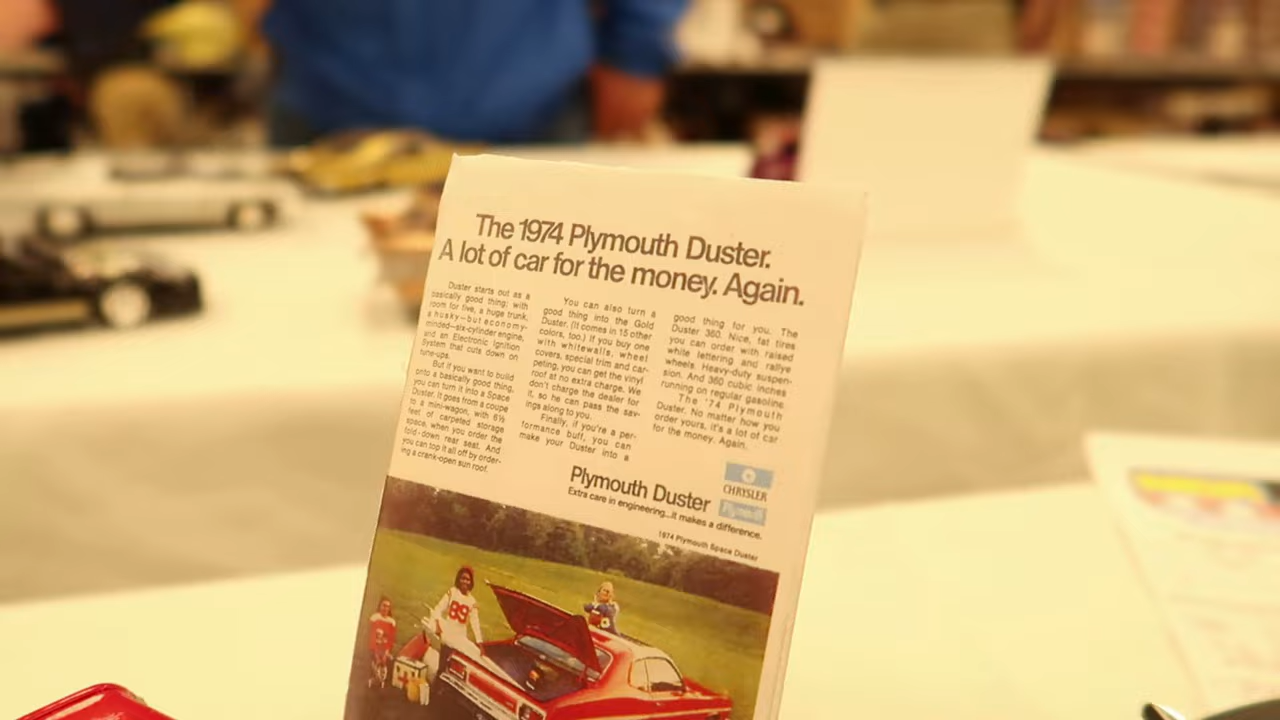 The 1974 Plymouth Duster.
A lot of car for the money. Again.
Duster starts out as a
basically good thing; with
room for five, a huge trunk,
a husky—but economy-
minded—six-cylinder engine,
and an Electronic Ignition
System that cuts down on
tune-ups.
But if you want to build
onto a basically good thing,
you can turn it into a Space
Duster. It goes from a coupe
to a mini-wagon, with 6½
feet of carpeted storage
space, when you order the
fold-down rear seat. And
you can top it all off by order-
ing a crank-open sun roof.
You can also turn a
good thing into the Gold
Duster. (It comes in 15 other
colors, too.) If you buy one
with whitewalls, wheel
covers, special trim and car-
peting, you can get the vinyl
roof at no extra charge. We
don't charge the dealer for
it, so he can pass the sav-
ings along to you.
Finally, if you're a per-
formance buff, you can
make your Duster into a
good thing for you. The
Duster 360. Nice, fat tires
you can order with raised
white lettering and rallye
wheels. Heavy-duty suspen-
sion. And 360 cubic inches
running on regular gasoline.
The '74 Plymouth
Duster. No matter how you
order yours, it's a lot of car
for the money. Again.
Plymouth Duster
Extra care in engineering...it makes a difference.
CHRYSLER
Plymouth
1974 Plymouth Space Duster
89